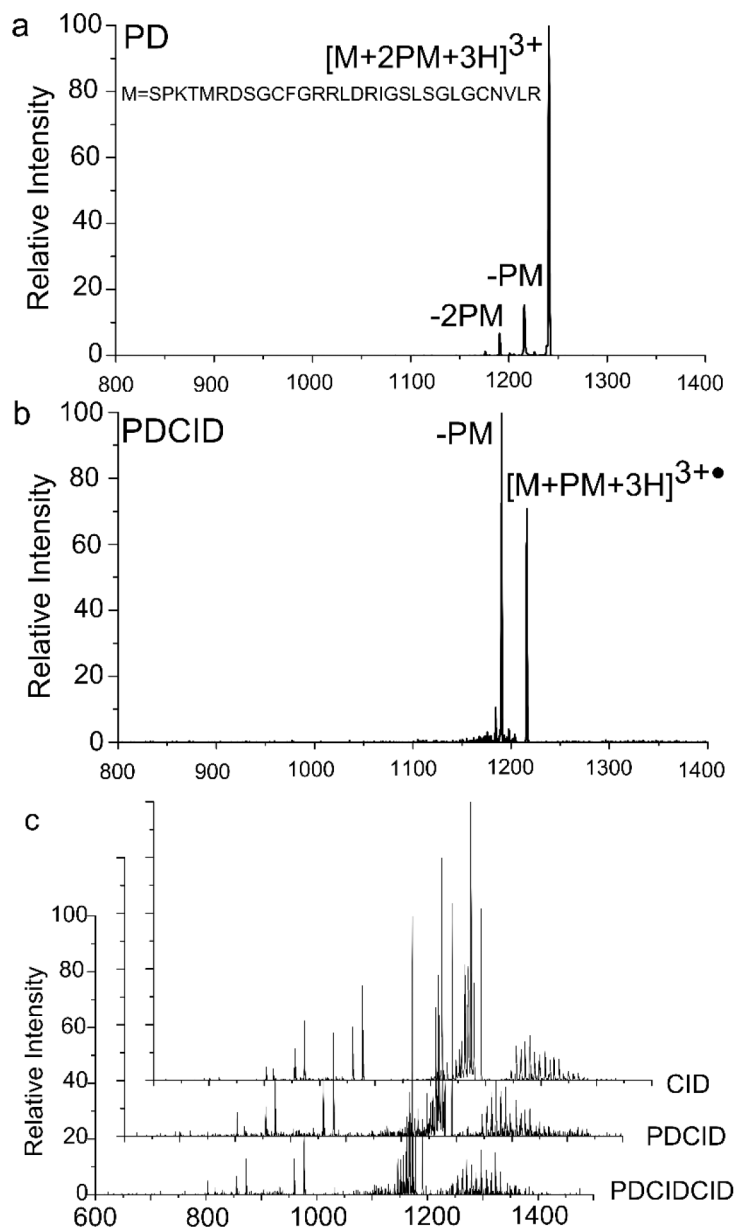 a
PD
[M+2PM+3H]3+
M=SPKTMRDSGCFGRRLDRIGSLSGLGCNVLR
-PM
-2PM
Relative Intensity
100
80
60
40
20
0
800 900 1000 1100 1200 1300 1400
b
PDCID
-PM
[M+PM+3H]3+●
Relative Intensity
100
80
60
40
20
0
800 900 1000 1100 1200 1300 1400
c
Relative Intensity
100
80
60
40
20
0
CID
PDCID
PDCIDCID
600 800 1000 1200 1400